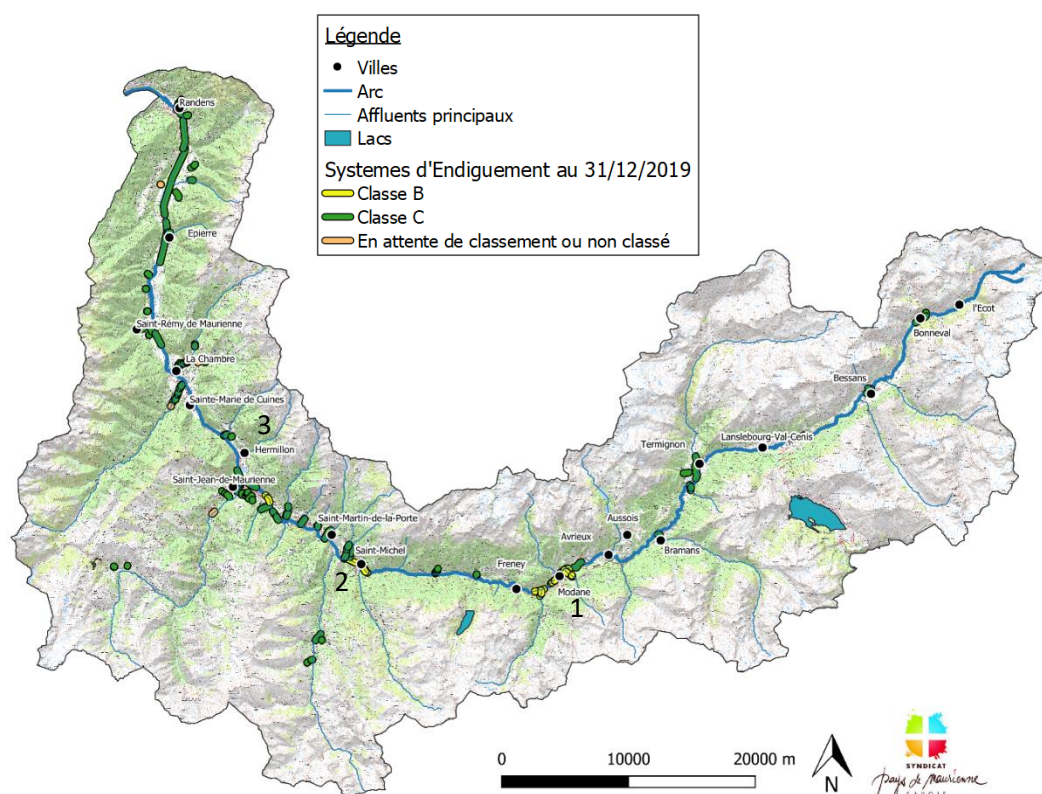 Légende
Villes
Arc
Affluents principaux
Lacs
Systemes d'Endiguement au 31/12/2019
Classe B
Classe C
En attente de classement ou non classé
Randens
Epierre
Saint-Rémy de Maurienne
La Chambre
Sainte-Marie de Cuines
3
Hermillon
Saint-Jean-de-Maurienne
Saint-Martin-de-la-Porte
Saint-Michel
2
Freney
Modane
1
Avrieux
Aussois
Bramans
Termignon
Lanslebourg-Val-Cenis
Bessans
Bonneval
l'Ecot
0 10000 20000 m
N
SYNDICAT
pays de maurienne